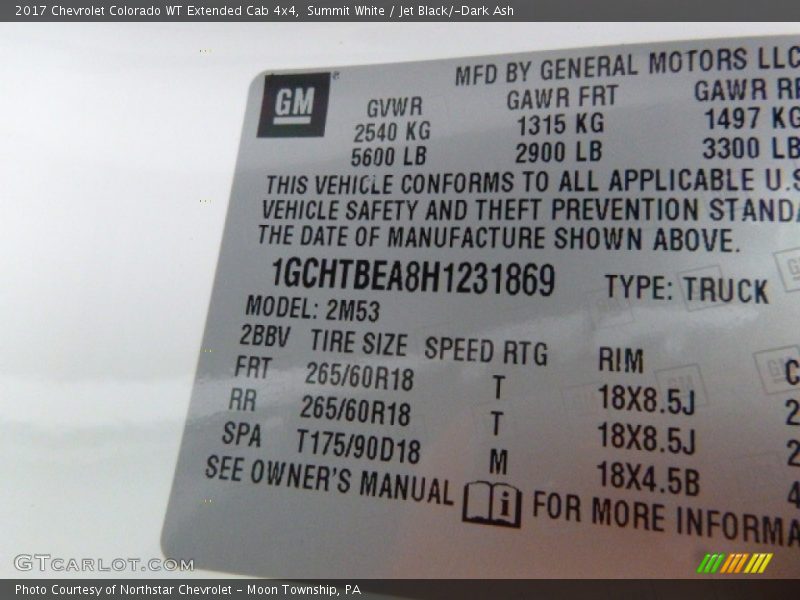 2017 Chevrolet Colorado WT Extended Cab 4x4, Summit White / Jet Black/-Dark Ash
GM ®
MFD BY GENERAL MOTORS LLC
GVWR GAWR FRT GAWR
2540 KG 1315 KG 1497 KG
5600 LB 2900 LB 3300 LB
THIS VEHICLE CONFORMS TO ALL APPLICABLE U.S
VEHICLE SAFETY AND THEFT PREVENTION STANDA
THE DATE OF MANUFACTURE SHOWN ABOVE.
1GCHTBEA8H1231869 TYPE: TRUCK
MODEL: 2M53
2BBV TIRE SIZE SPEED RTG RIM C
FRT 265/60R18 T 18X8.5J 2
RR 265/60R18 T 18X8.5J 2
SPA T175/90D18 M 18X4.5B 4
SEE OWNER'S MANUAL i FOR MORE INFORMA
GTcarlot.com
Photo Courtesy of Northstar Chevrolet - Moon Township, PA